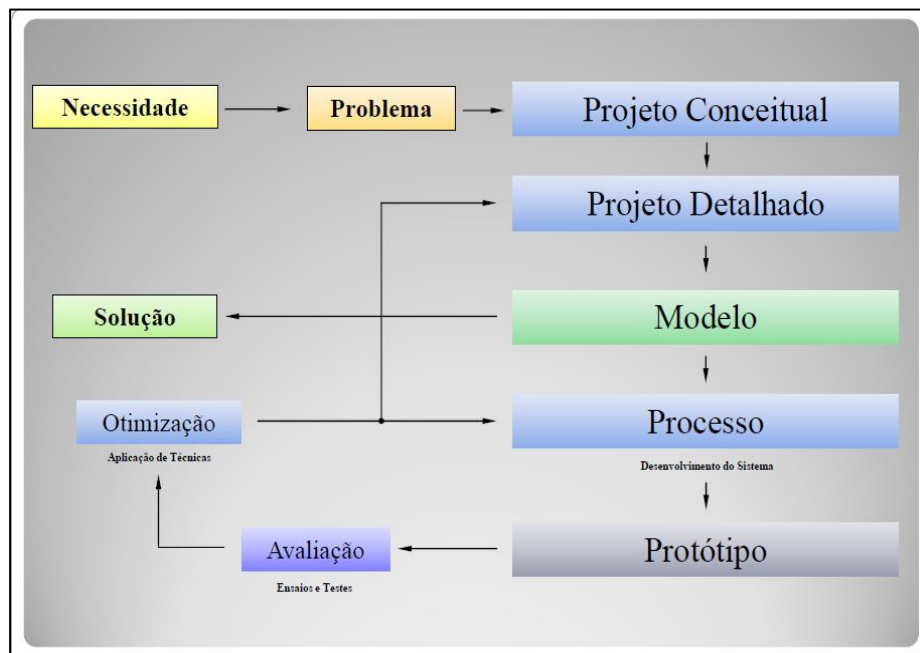 Necessidade
Problema
Projeto Conceitual
Projeto Detalhado
Solução
Modelo
Otimização
Aplicação de Técnicas
Processo
Desenvolvimento do Sistema
Avaliação
Ensaios e Testes
Protótipo